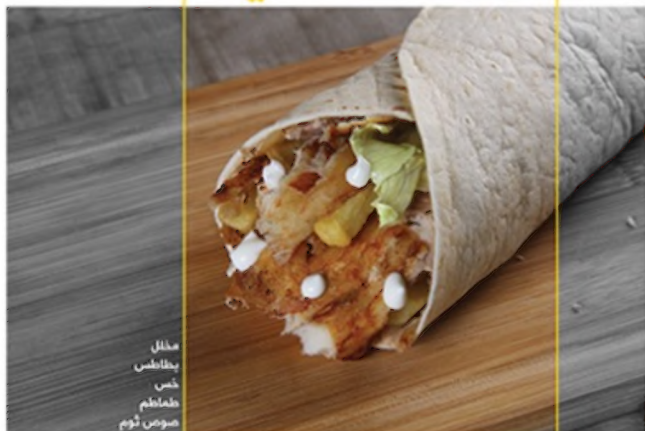 مخلل
بطاطس
خس
طماطم
صوص ثوم